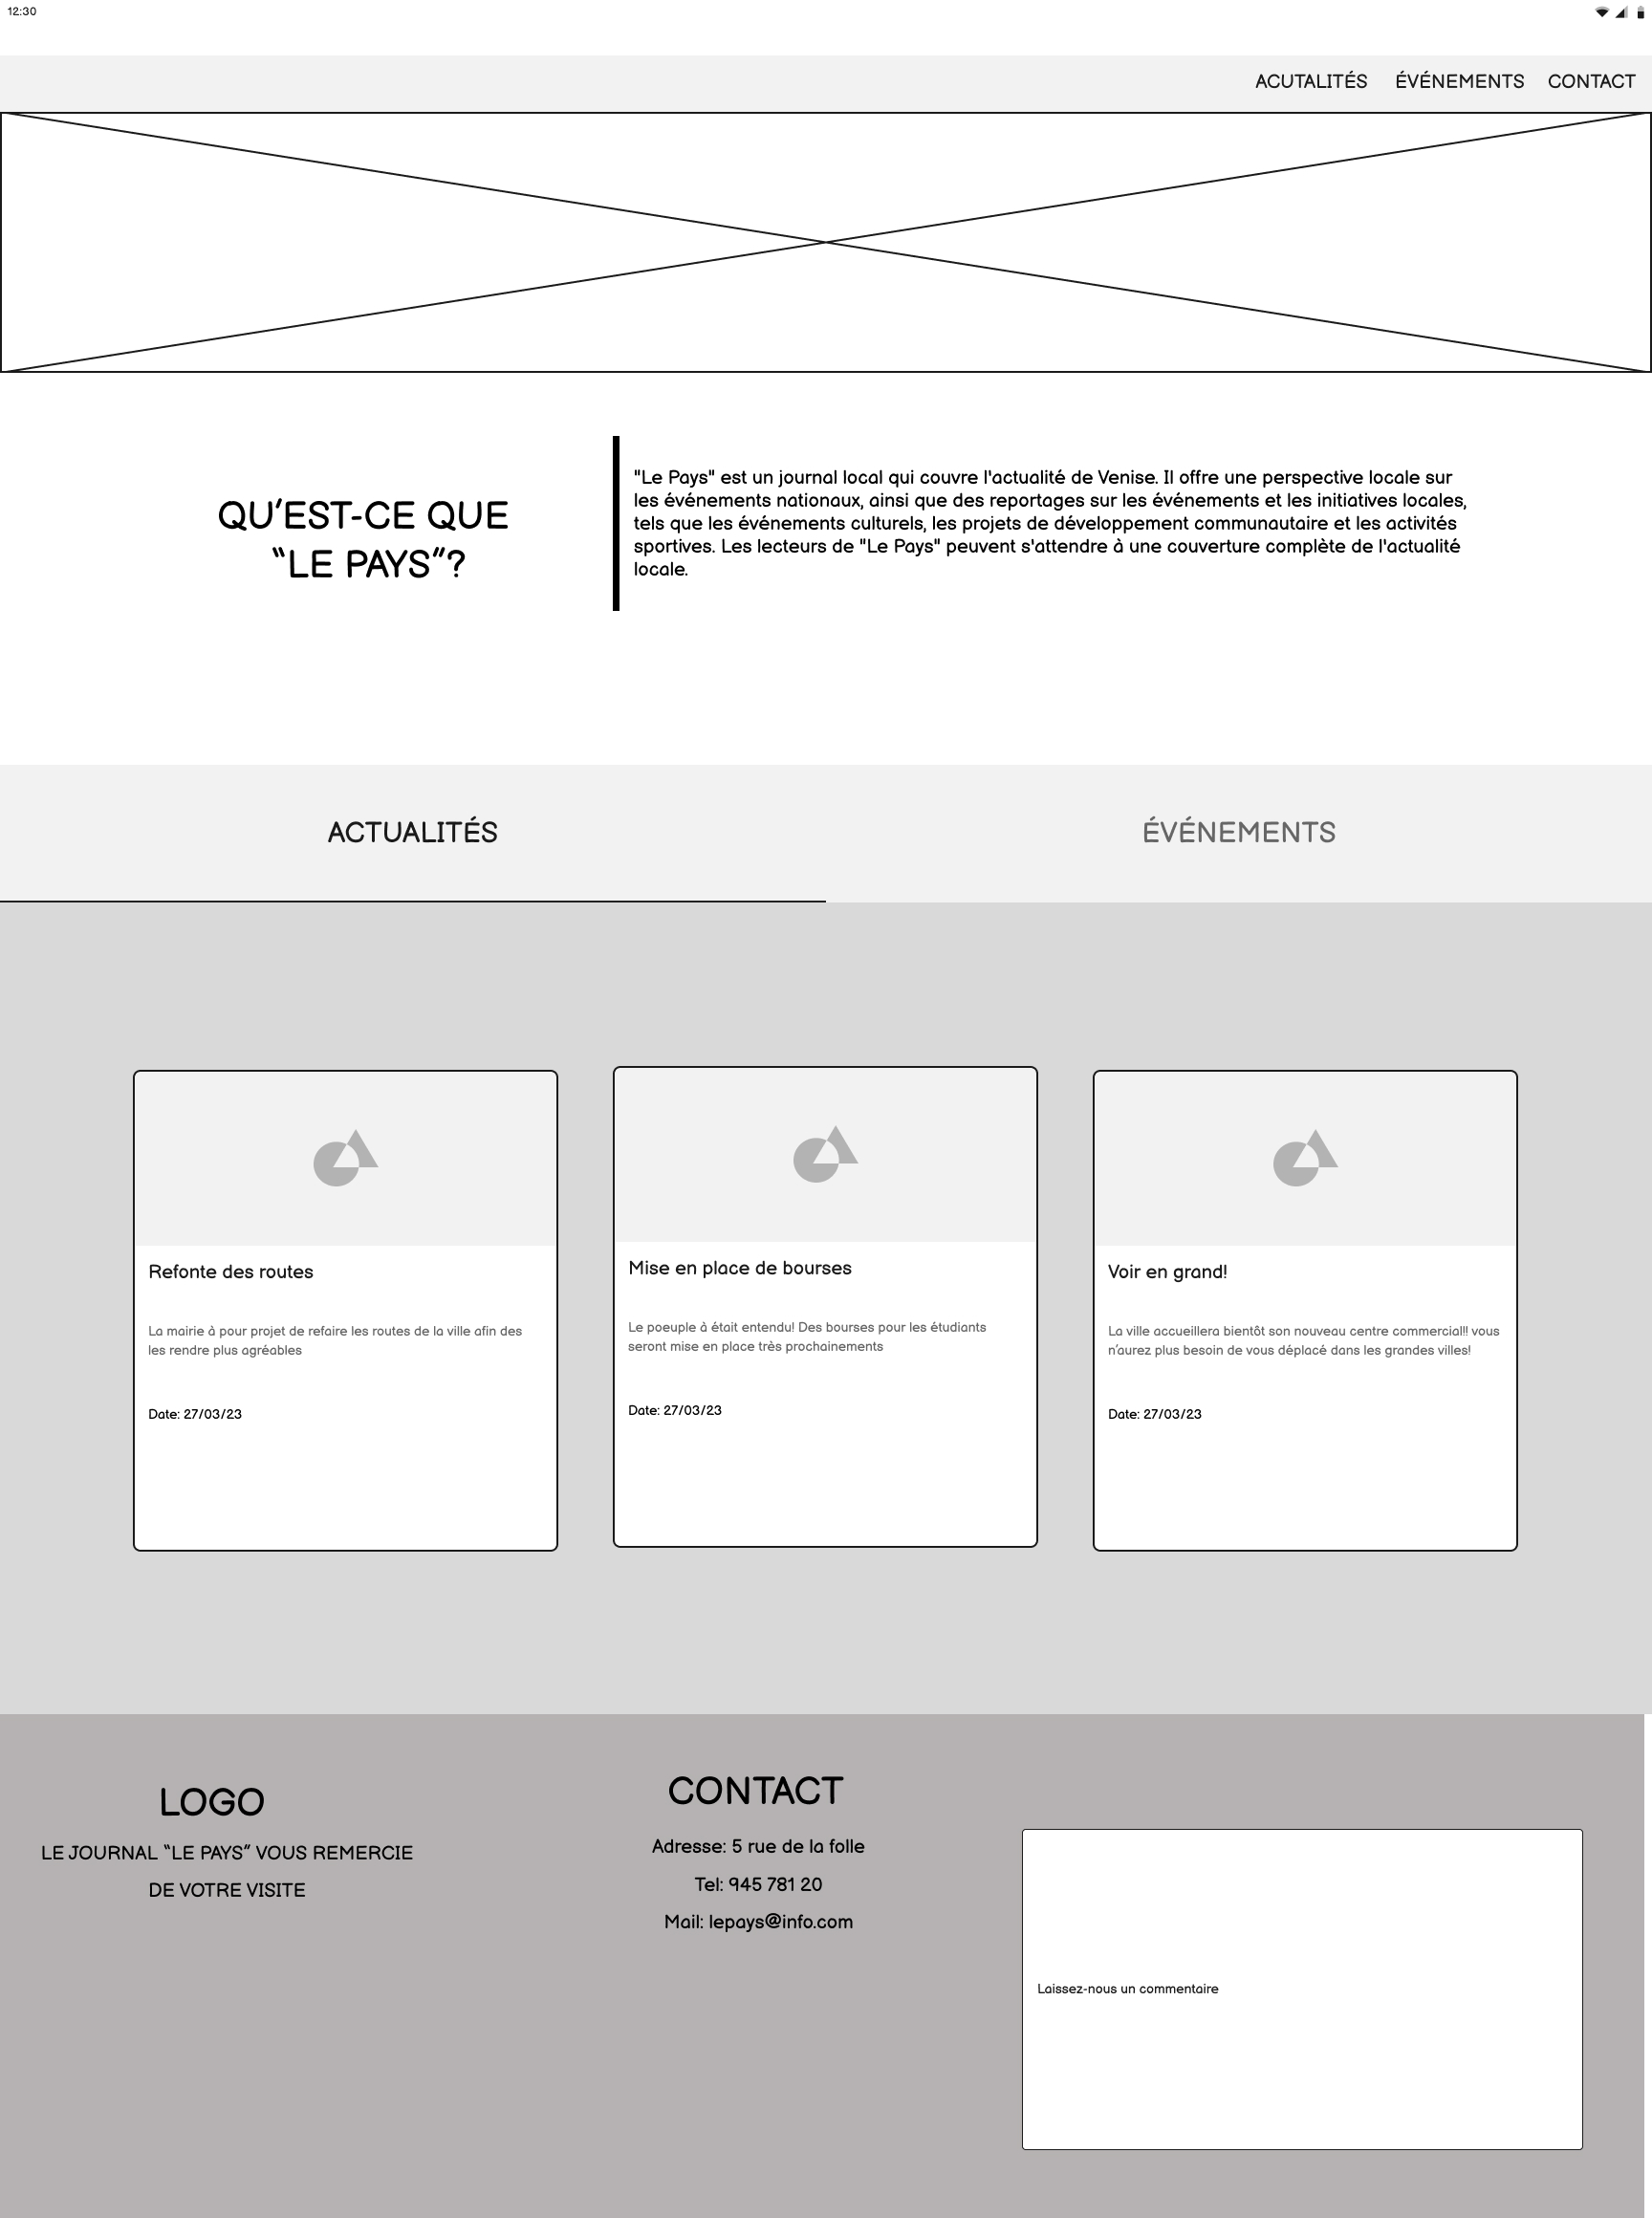 12:30
ACUTALITÉS ÉVÉNEMENTS CONTACT
QU’EST-CE QUE
“LE PAYS”?
"Le Pays" est un journal local qui couvre l'actualité de Venise. Il offre une perspective locale sur
les événements nationaux, ainsi que des reportages sur les événements et les initiatives locales,
tels que les événements culturels, les projets de développement communautaire et les activités
sportives. Les lecteurs de "Le Pays" peuvent s'attendre à une couverture complète de l'actualité
locale.
ACTUALITÉS
ÉVÉNEMENTS
Refonte des routes
La mairie à pour projet de refaire les routes de la ville afin des
les rendre plus agréables
Date: 27/03/23
Mise en place de bourses
Le poeuple à était entendu! Des bourses pour les étudiants
seront mise en place très prochainements
Date: 27/03/23
Voir en grand!
La ville accueillera bientôt son nouveau centre commercial!! vous
n’aurez plus besoin de vous déplacé dans les grandes villes!
Date: 27/03/23
LOGO
LE JOURNAL “LE PAYS” VOUS REMERCIE
DE VOTRE VISITE
CONTACT
Adresse: 5 rue de la folle
Tel: 945 781 20
Mail: lepays@info.com
Laissez-nous un commentaire